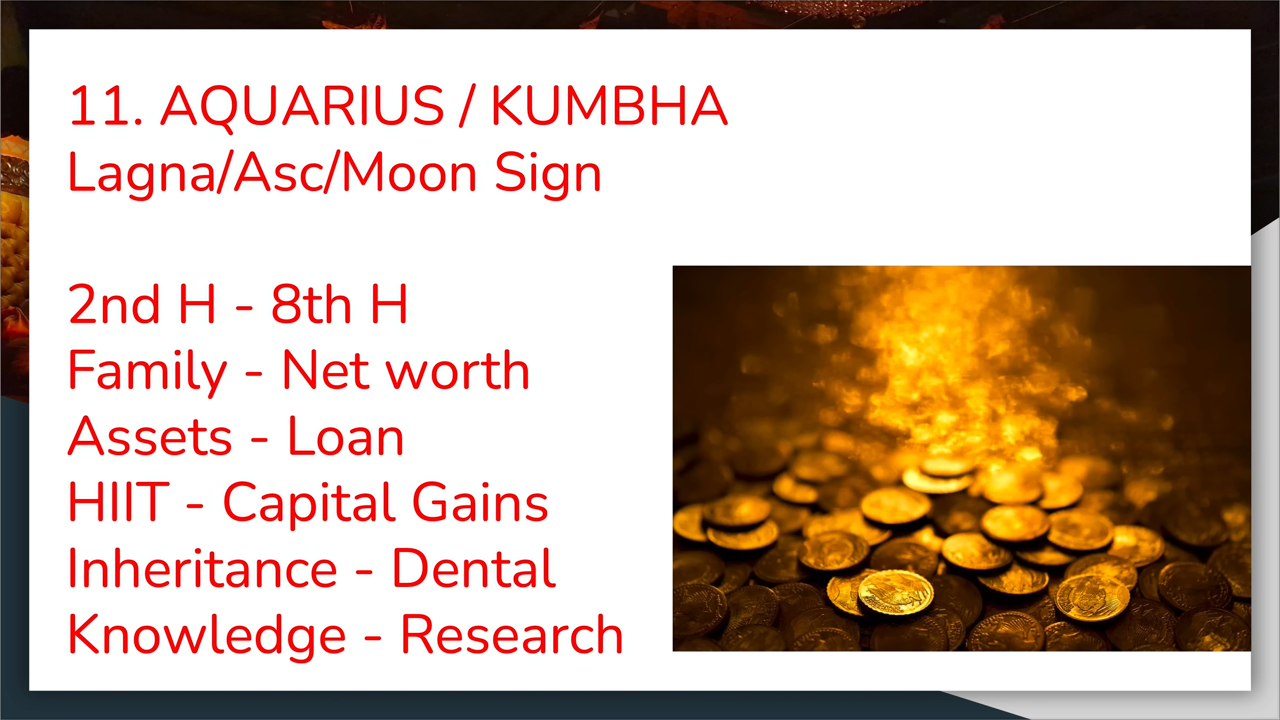 11. AQUARIUS / KUMBHA
Lagna/Asc/Moon Sign
2nd H - 8th H
Family - Net worth
Assets - Loan
HIIT - Capital Gains
Inheritance - Dental
Knowledge - Research